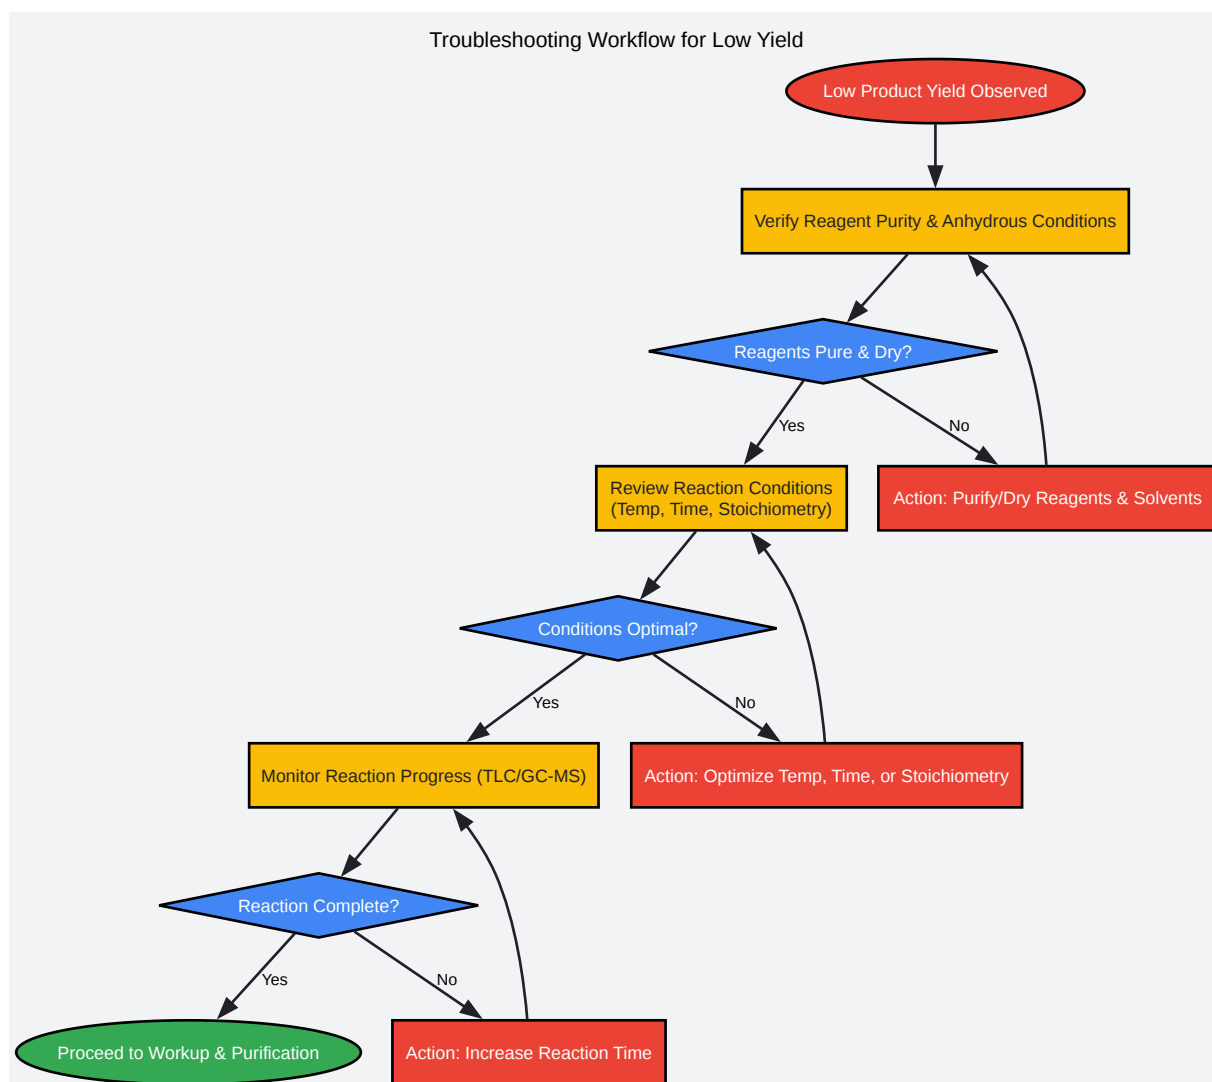 Troubleshooting Workflow for Low Yield
Low Product Yield Observed
Verify Reagent Purity & Anhydrous Conditions
Reagents Pure & Dry?
Yes
No
Review Reaction Conditions
(Temp, Time, Stoichiometry)
Action: Purify/Dry Reagents & Solvents
Conditions Optimal?
Yes
No
Monitor Reaction Progress (TLC/GC-MS)
Action: Optimize Temp, Time, or Stoichiometry
Reaction Complete?
Yes
No
Proceed to Workup & Purification
Action: Increase Reaction Time